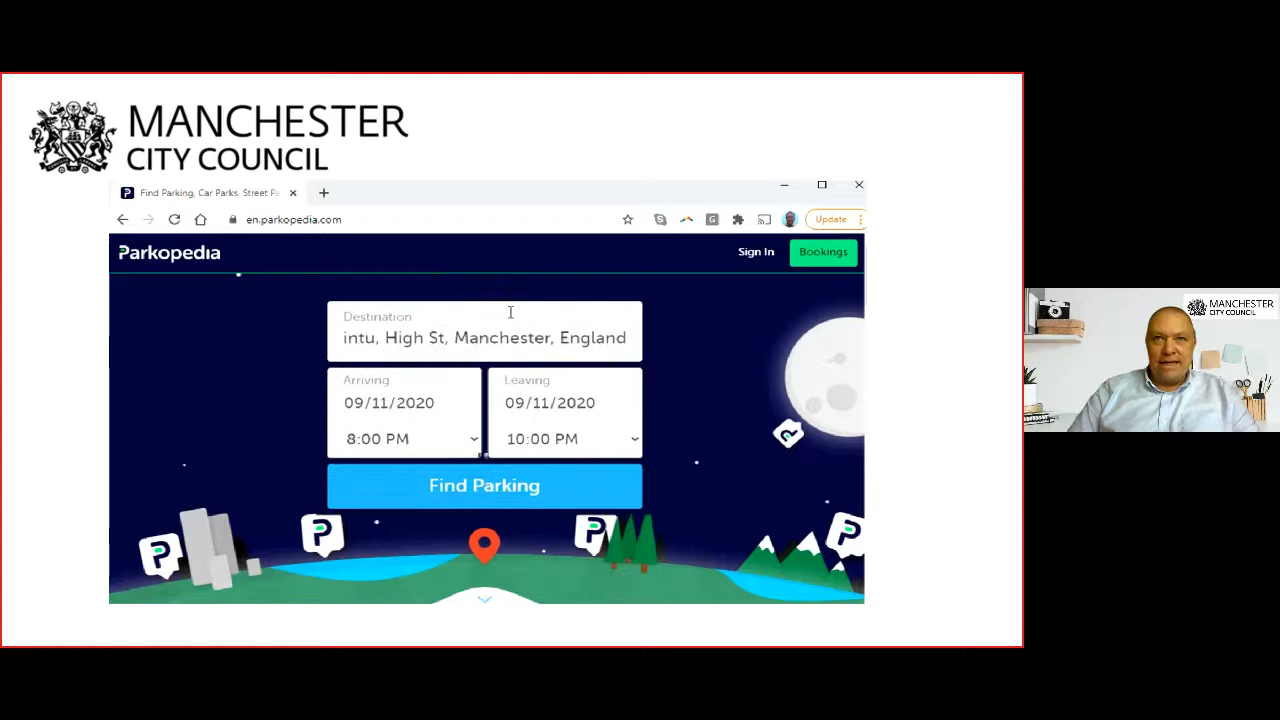 MANCHESTER
CITY COUNCIL
Find Parking, Car Parks, Street Pa
en.parkopedia.com
Update
Parkopedia
Sign In
Bookings
Destination
intu, High St, Manchester, England
Arriving
09/11/2020
8:00 PM
Leaving
09/11/2020
10:00 PM
Find Parking
MANCHESTER
CITY COUNCIL